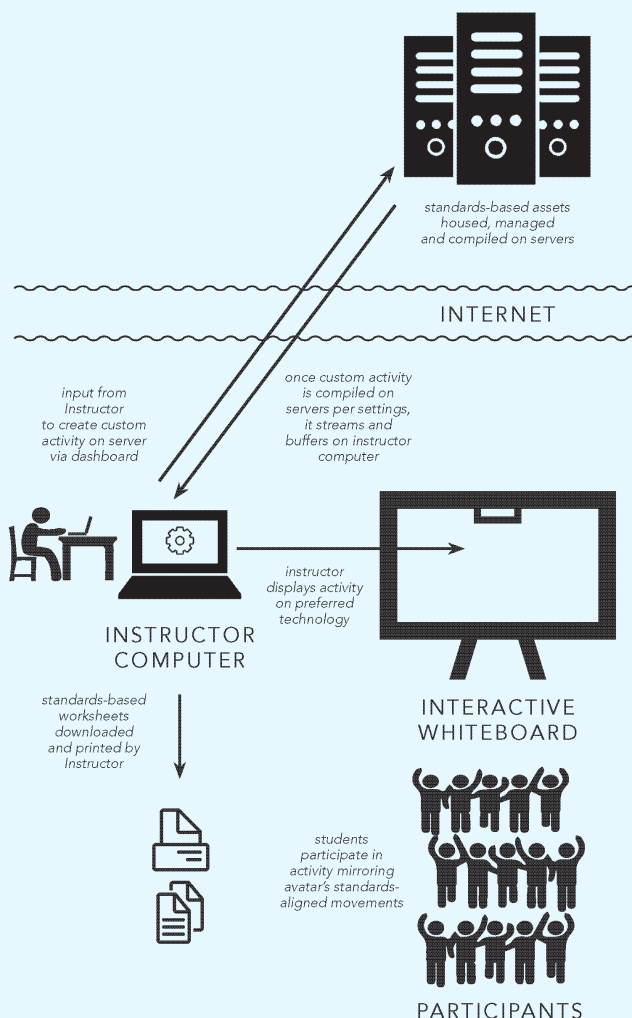 standards-based assets
housed, managed
and compiled on servers
INTERNET
input from
Instructor
to create custom
activity on server
via dashboard
once custom activity
is compiled on
servers per settings,
it streams and
buffers on instructor
computer
instructor
displays activity
on preferred
technology
INSTRUCTOR
COMPUTER
INTERACTIVE
WHITEBOARD
standards-based
worksheets
downloaded
and printed by
Instructor
students
participate in
activity mirroring
avatar's standards-
aligned movements
PARTICIPANTS